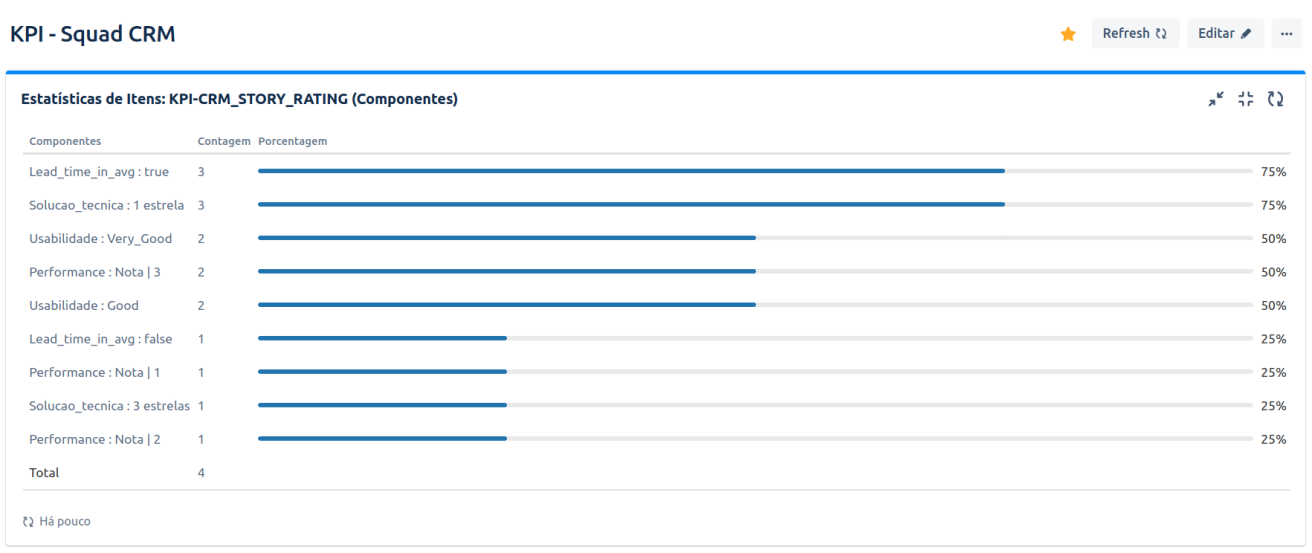 KPI - Squad CRM
Refresh
Editar
Estatísticas de Itens: KPI-CRM_STORY_RATING (Componentes)
Componentes Contagem Porcentagem
Lead_time_in_avg : true 3 75%
Solucao_tecnica : 1 estrela 3 75%
Usabilidade : Very_Good 2 50%
Performance : Nota | 3 2 50%
Usabilidade : Good 2 50%
Lead_time_in_avg : false 1 25%
Performance : Nota | 1 1 25%
Solucao_tecnica : 3 estrelas 1 25%
Performance : Nota | 2 1 25%
Total 4
Há pouco